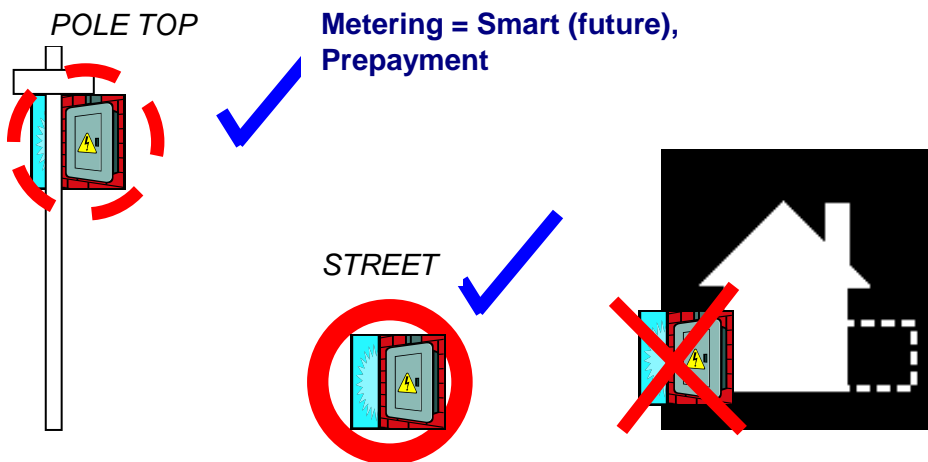 POLE TOP
Metering = Smart (future),
Prepayment
STREET